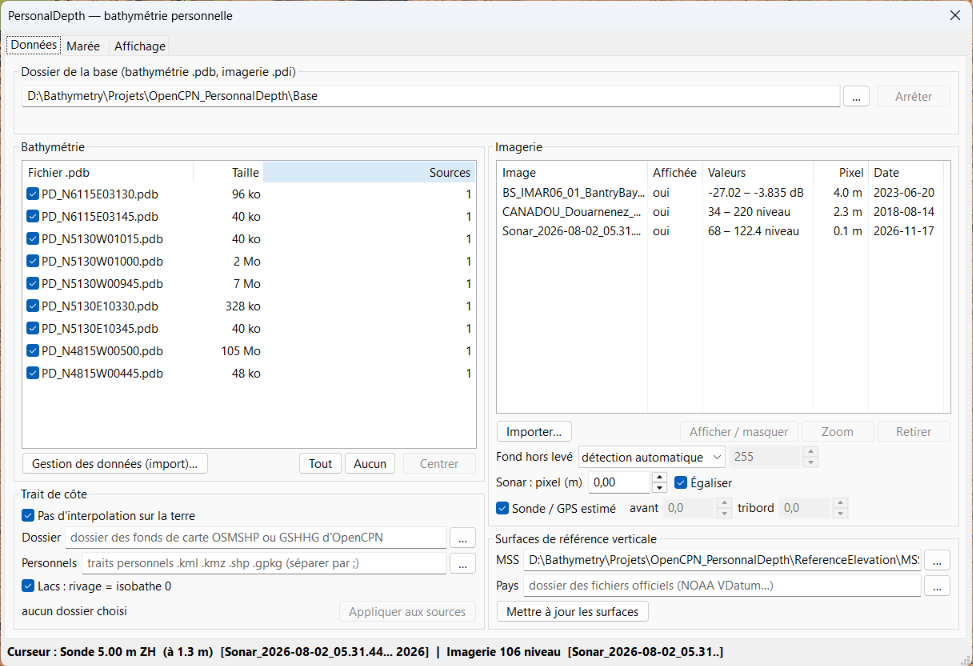 PersonalDepth — bathymétrie personnelle
Données Marée Affichage
Dossier de la base (bathymétrie .pdb, imagerie .pdi)
D:\Bathymetry\Projets\OpenCPN_PersonnalDepth\Base ... Arrêter
Bathymétrie
Fichier .pdb Taille Sources
PD_N6115E03130.pdb 96 ko 1
PD_N6115E03145.pdb 40 ko 1
PD_N5130W01015.pdb 40 ko 1
PD_N5130W01000.pdb 2 Mo 1
PD_N5130W00945.pdb 7 Mo 1
PD_N5130E10330.pdb 328 ko 1
PD_N5130E10345.pdb 40 ko 1
PD_N4815W00500.pdb 105 Mo 1
PD_N4815W00445.pdb 48 ko 1
Gestion des données (import)... Tout Aucun Centrer
Trait de côte
Pas d'interpolation sur la terre
Dossier dossier des fonds de carte OSMSHP ou GSHHG d'OpenCPN ...
Personnels traits personnels .kml .kmz .shp .gpkg (séparer par ;) ...
Lacs : rivage = isobathe 0
aucun dossier choisi Appliquer aux sources
Imagerie
Image Affichée Valeurs Pixel Date
BS_IMAR06_01_BantryBay... oui -27.02 – -3.835 dB 4.0 m 2023-06-20
CANADOU_Douarnenez_... oui 34 – 220 niveau 2.3 m 2018-08-14
Sonar_2026-08-02_05.31.... oui 68 – 122.4 niveau 0.1 m 2026-11-17
Importer... Afficher / masquer Zoom Retirer
Fond hors levé détection automatique 255
Sonar : pixel (m) 0,00 Égaliser
Sonde / GPS estimé avant 0,0 tribord 0,0
Surfaces de référence verticale
MSS D:\Bathymetry\Projets\OpenCPN_PersonnalDepth\ReferenceElevation\MS ...
Pays dossier des fichiers officiels (NOAA VDatum...) ...
Mettre à jour les surfaces
Curseur : Sonde 5.00 m ZH (à 1.3 m) [Sonar_2026-08-02_05.31.44... 2026] | Imagerie 106 niveau [Sonar_2026-08-02_05.31..]